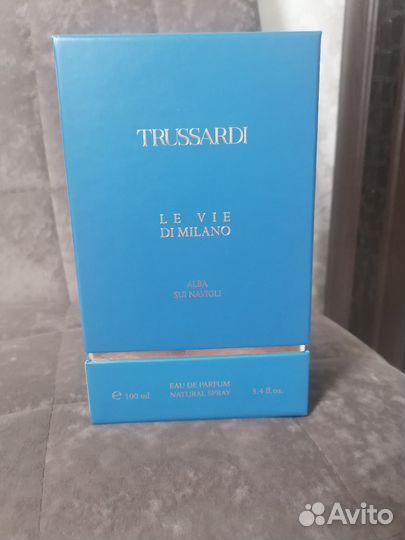 TRUSSARDI
LE VIE
DI MILANO
ALBA
SUI NAVIGLI
EAU DE PARFUM
℮ 100 ml NATURAL SPRAY 3.4 fl. oz.
Avito